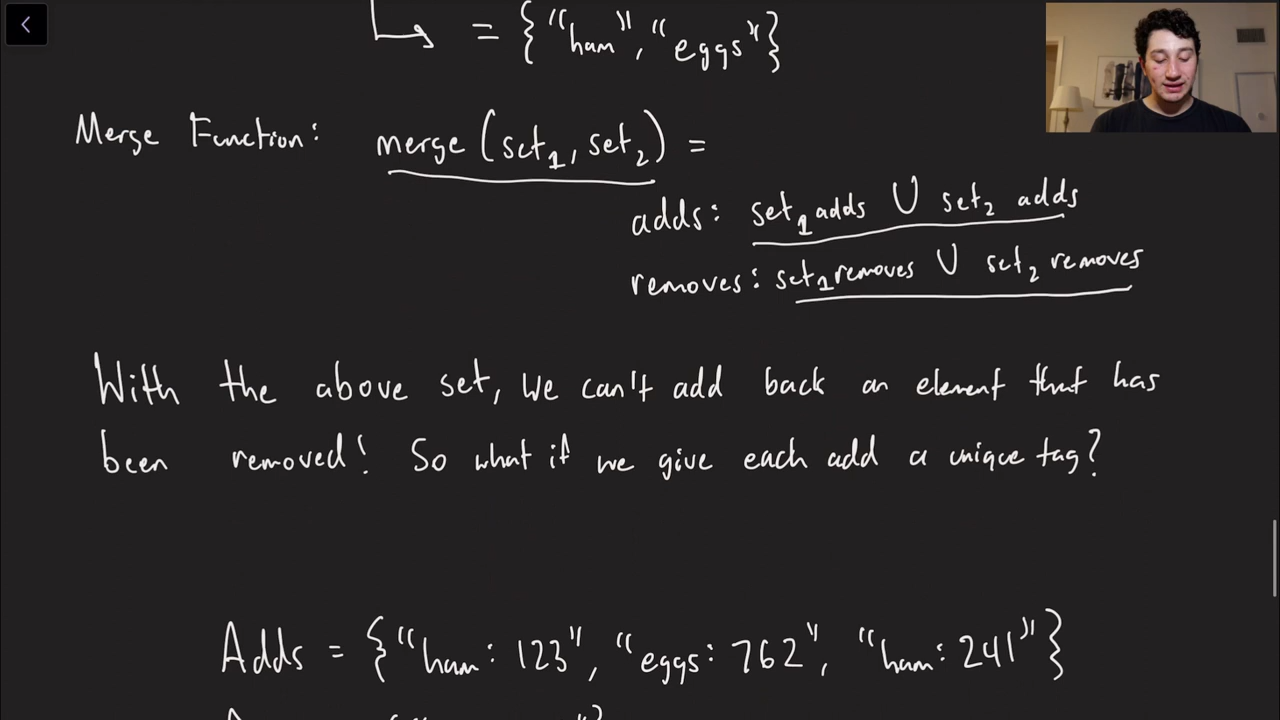 = {"ham", "eggs"}
Merge Function: merge (set₁, set₂) =
adds: set₁ adds ∪ set₂ adds
removes: set₁ removes ∪ set₂ removes
With the above set, we can't add back an element that has
been removed! So what if we give each add a unique tag?
Adds = {"ham: 123", "eggs: 762", "ham: 241"}